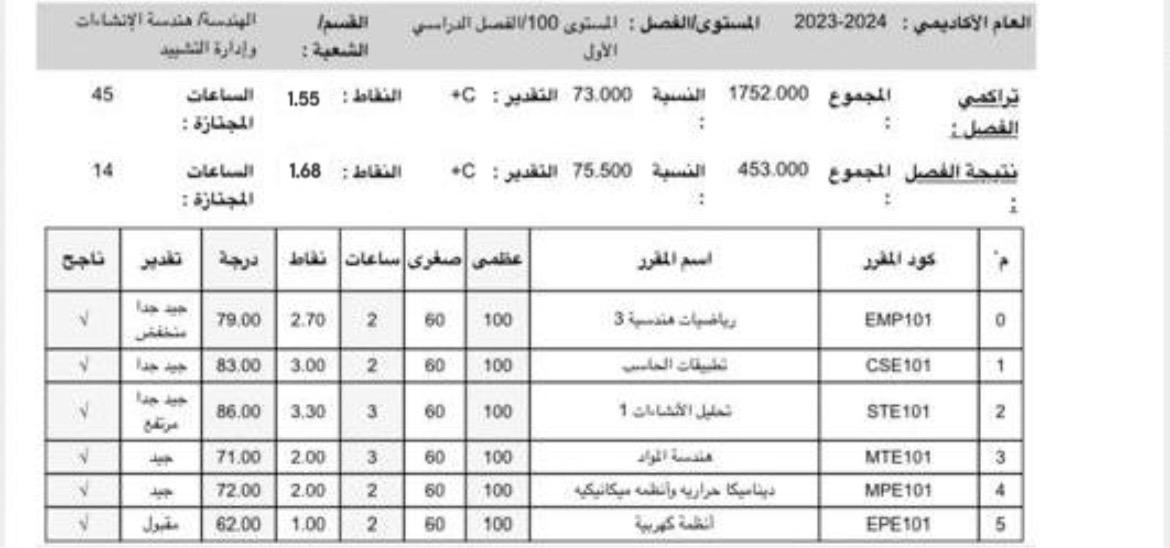 العام الأكاديمي : 2023-2024 المستوى/الفصل : المستوى 100/الفصل الدراسي الأول القسم/الشعبية : الهندسة/ هندسة الإنشاءات وإدارة التشييد
تراكمي الفصل : المجموع : 1752.000 النسبة : 73.000 التقدير : C+ النقاط : 1.55 الساعات المجتازة : 45
نتيجة الفصل : المجموع : 453.000 النسبة : 75.500 التقدير : C+ النقاط : 1.68 الساعات المجتازة : 14
م كود المقرر اسم المقرر عظمى صغرى ساعات نقاط درجة تقدير ناجح
0 EMP101 رياضيات هندسية 3 100 60 2 2.70 79.00 جيد جدا منخفض √
1 CSE101 تطبيقات الحاسب 100 60 2 3.00 83.00 جيد جدا √
2 STE101 تحليل الأنشاءات 1 100 60 3 3.30 86.00 جيد جدا مرتفع √
3 MTE101 هندسة المواد 100 60 3 2.00 71.00 جيد √
4 MPE101 ديناميكا حراريه وأنظمه ميكانيكيه 100 60 2 2.00 72.00 جيد √
5 EPE101 أنظمة كهربية 100 60 2 1.00 62.00 مقبول √